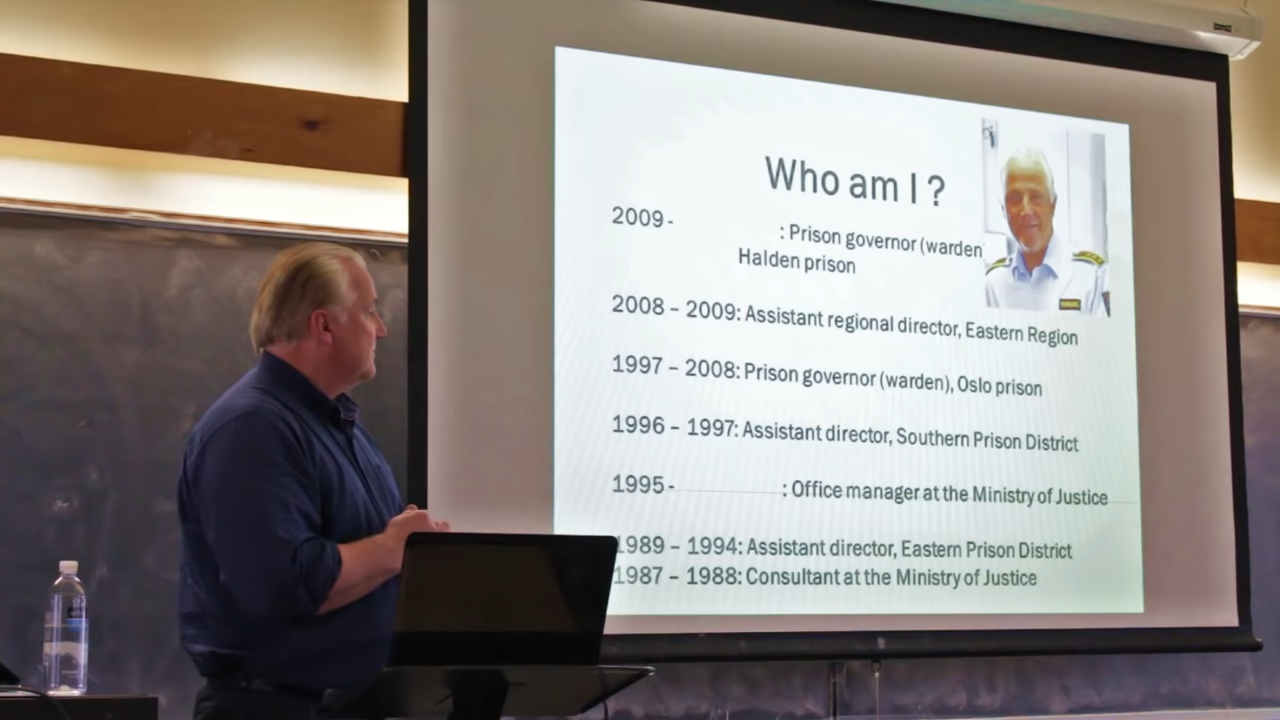 Who am I ?
2009 - : Prison governor (warden
Halden prison
2008 – 2009: Assistant regional director, Eastern Region
1997 – 2008: Prison governor (warden), Oslo prison
1996 – 1997: Assistant director, Southern Prison District
1995 - : Office manager at the Ministry of Justice
1989 – 1994: Assistant director, Eastern Prison District
1987 – 1988: Consultant at the Ministry of Justice